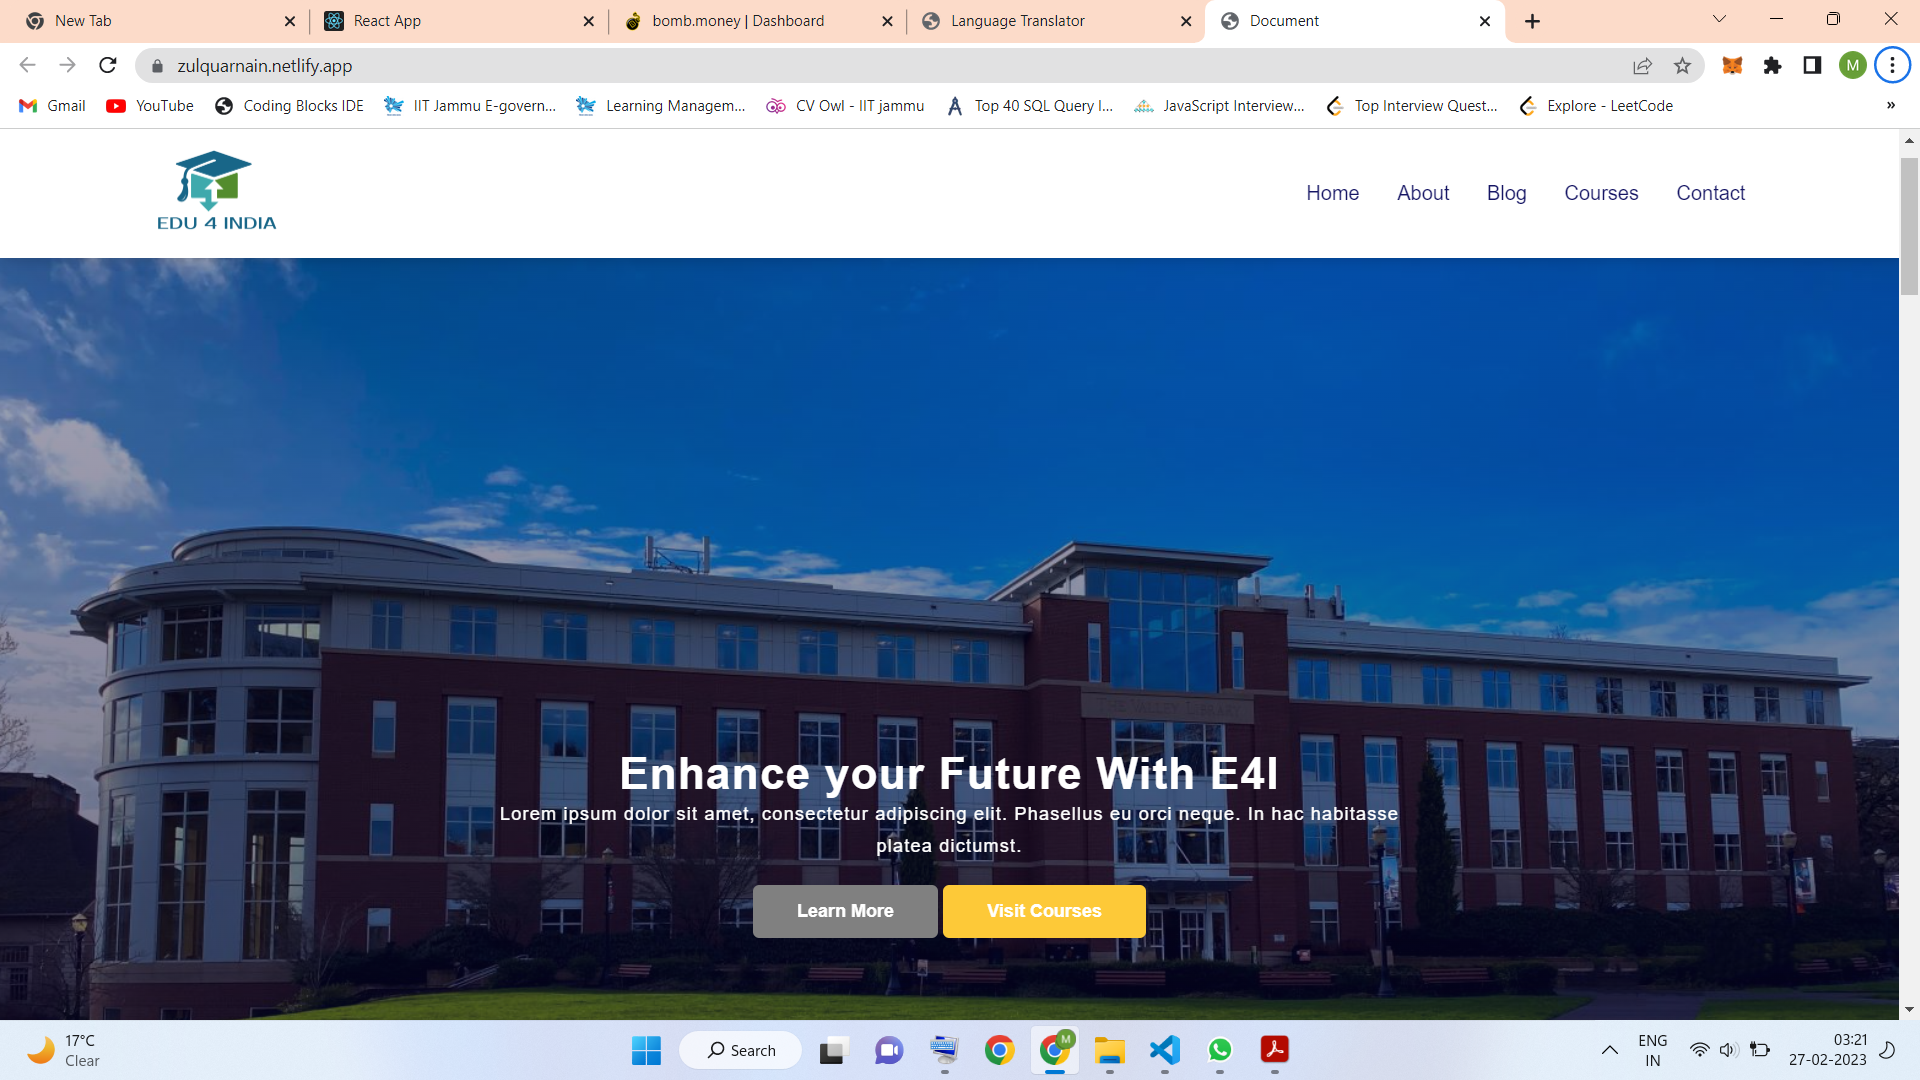 New Tab
React App
bomb.money | Dashboard
Language Translator
Document
zulquarnain.netlify.app
M
Gmail
YouTube
Coding Blocks IDE
IIT Jammu E-govern...
Learning Managem...
CV Owl - IIT jammu
Top 40 SQL Query I...
JavaScript Interview...
Top Interview Quest...
Explore - LeetCode
»
EDU 4 INDIA
Home
About
Blog
Courses
Contact
THE VALLEY LIBRARY
Enhance your Future With E4I
Lorem ipsum dolor sit amet, consectetur adipiscing elit. Phasellus eu orci neque. In hac habitasse
platea dictumst.
Learn More
Visit Courses
17°C
Clear
Search
M
ENG
IN
03:21
27-02-2023